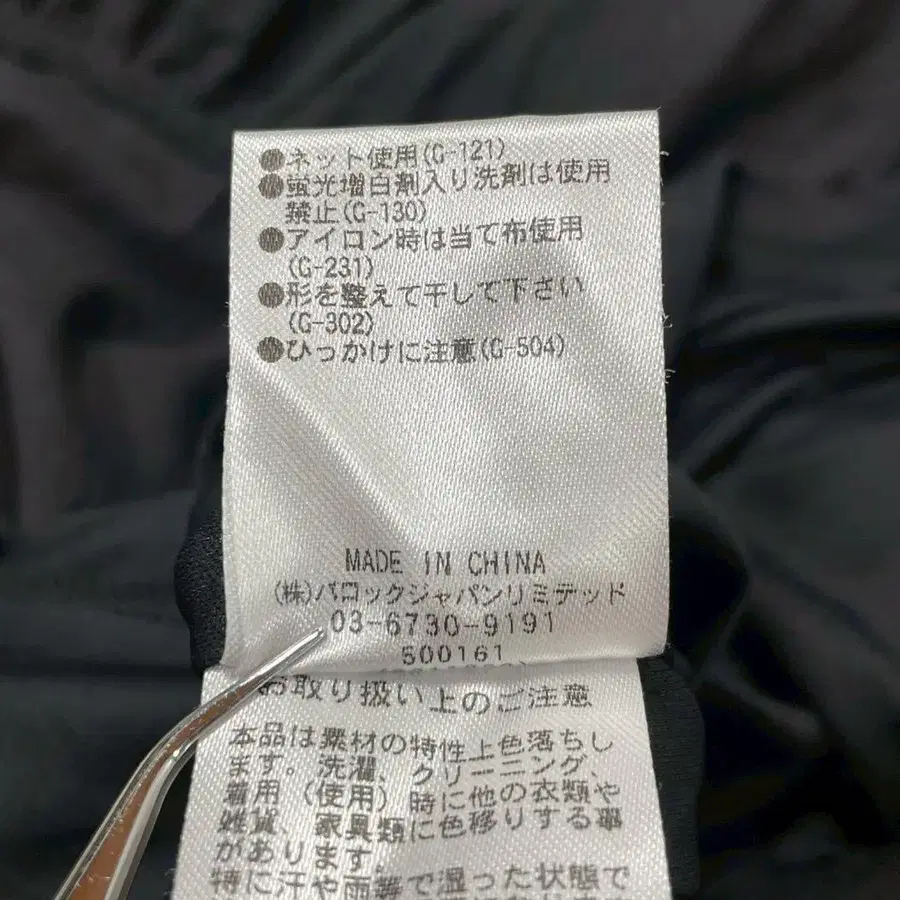 ●ネット使用(G-121)
●蛍光増白剤入り洗剤は使用
禁止(G-130)
●アイロン時は当て布使用
(G-231)
●形を整えて干して下さい
(G-302)
●ひっかけに注意(G-504)
MADE IN CHINA
(株)バロックジャパンリミテッド
03-6730-9191
500161
お取り扱い上のご注意
本品は素材の特性上色落ちし
ます。洗濯、クリーニング、
着用(使用)時に他の衣類や
雑貨、家具類に色移りする事
があります
特に汗や雨等で湿った状態で